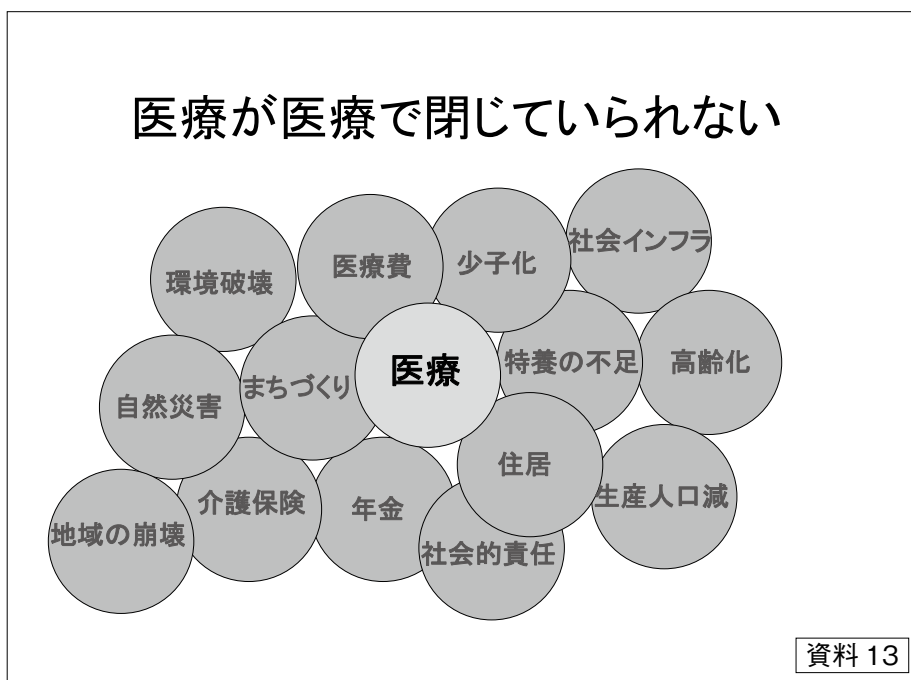 医療が医療で閉じていられない
社会インフラ
少子化
医療費
環境破壊
特養の不足
高齢化
医療
まちづくり
自然災害
住居
生産人口減
介護保険
年金
地域の崩壊
社会的責任
資料 13